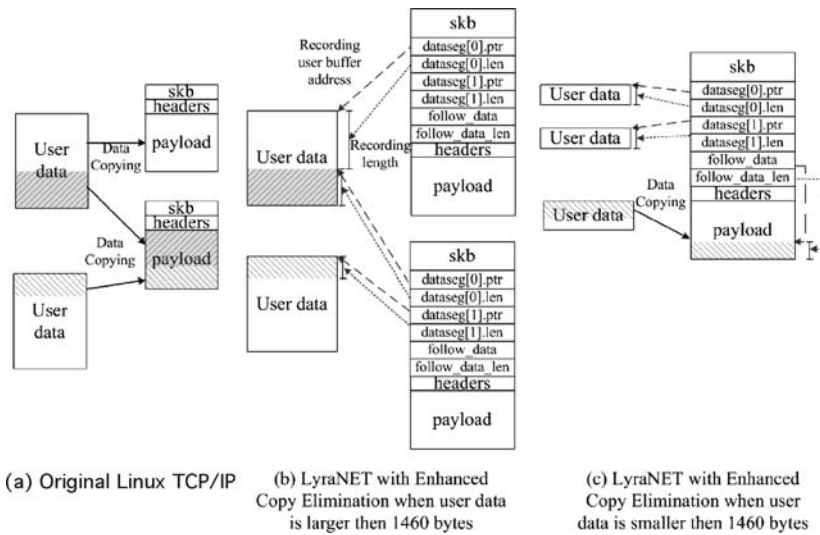 skb
headers
payload
User
data
Data
Copying
skb
headers
payload
Data
Copying
User
data
(a) Original Linux TCP/IP
Recording
user buffer
address
skb
dataseg[0].ptr
dataseg[0].len
dataseg[1].ptr
dataseg[1].len
follow_data
follow_data_len
headers
payload
User data
Recording
length
User data
skb
dataseg[0].ptr
dataseg[0].len
dataseg[1].ptr
dataseg[1].len
follow_data
follow_data_len
headers
payload
(b) LyraNET with Enhanced
Copy Elimination when user data
is larger then 1460 bytes
skb
dataseg[0].ptr
dataseg[0].len
dataseg[1].ptr
dataseg[1].len
follow_data
follow_data_len
headers
payload
User data
User data
Data
Copying
User data
(c) LyraNET with Enhanced
Copy Elimination when user
data is smaller then 1460 bytes